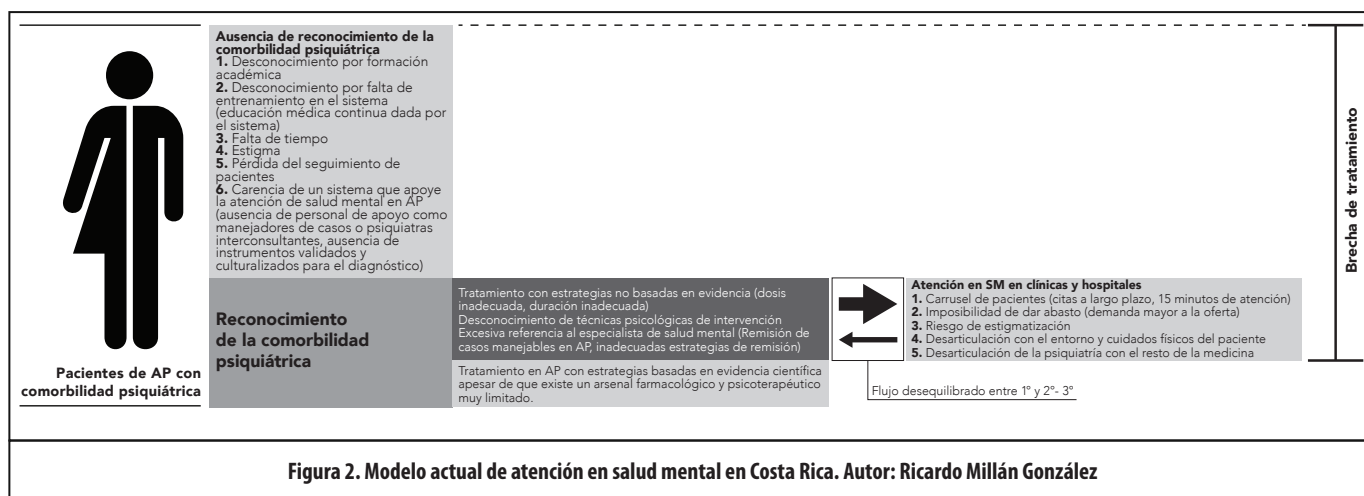 Ausencia de reconocimiento de la
comorbilidad psiquiátrica
1. Desconocimiento por formación
académica
2. Desconocimiento por falta de
entrenamiento en el sistema
(educación médica continua dada por
el sistema)
3. Falta de tiempo
4. Estigma
5. Pérdida del seguimiento de
pacientes
6. Carencia de un sistema que apoye
la atención de salud mental en AP
(ausencia de personal de apoyo como
manejadores de casos o psiquiatras
interconsultantes, ausencia de
instrumentos validados y
culturalizados para el diagnóstico)
Pacientes de AP con
comorbilidad psiquiátrica
Reconocimiento
de la comorbilidad
psiquiátrica
Tratamiento con estrategias no basadas en evidencia (dosis
inadecuada, duración inadecuada)
Desconocimiento de técnicas psicológicas de intervención
Excesiva referencia al especialista de salud mental (Remisión de
casos manejables en AP, inadecuadas estrategias de remisión)
Tratamiento en AP con estrategias basadas en evidencia científica
apesar de que existe un arsenal farmacológico y psicoterapéutico
muy limitado.
Flujo desequilibrado entre 1º y 2º- 3º
Atención en SM en clínicas y hospitales
1. Carrusel de pacientes (citas a largo plazo, 15 minutos de atención)
2. Imposibilidad de dar abasto (demanda mayor a la oferta)
3. Riesgo de estigmatización
4. Desarticulación con el entorno y cuidados físicos del paciente
5. Desarticulación de la psiquiatría con el resto de la medicina
Brecha de tratamiento
Figura 2. Modelo actual de atención en salud mental en Costa Rica. Autor: Ricardo Millán González